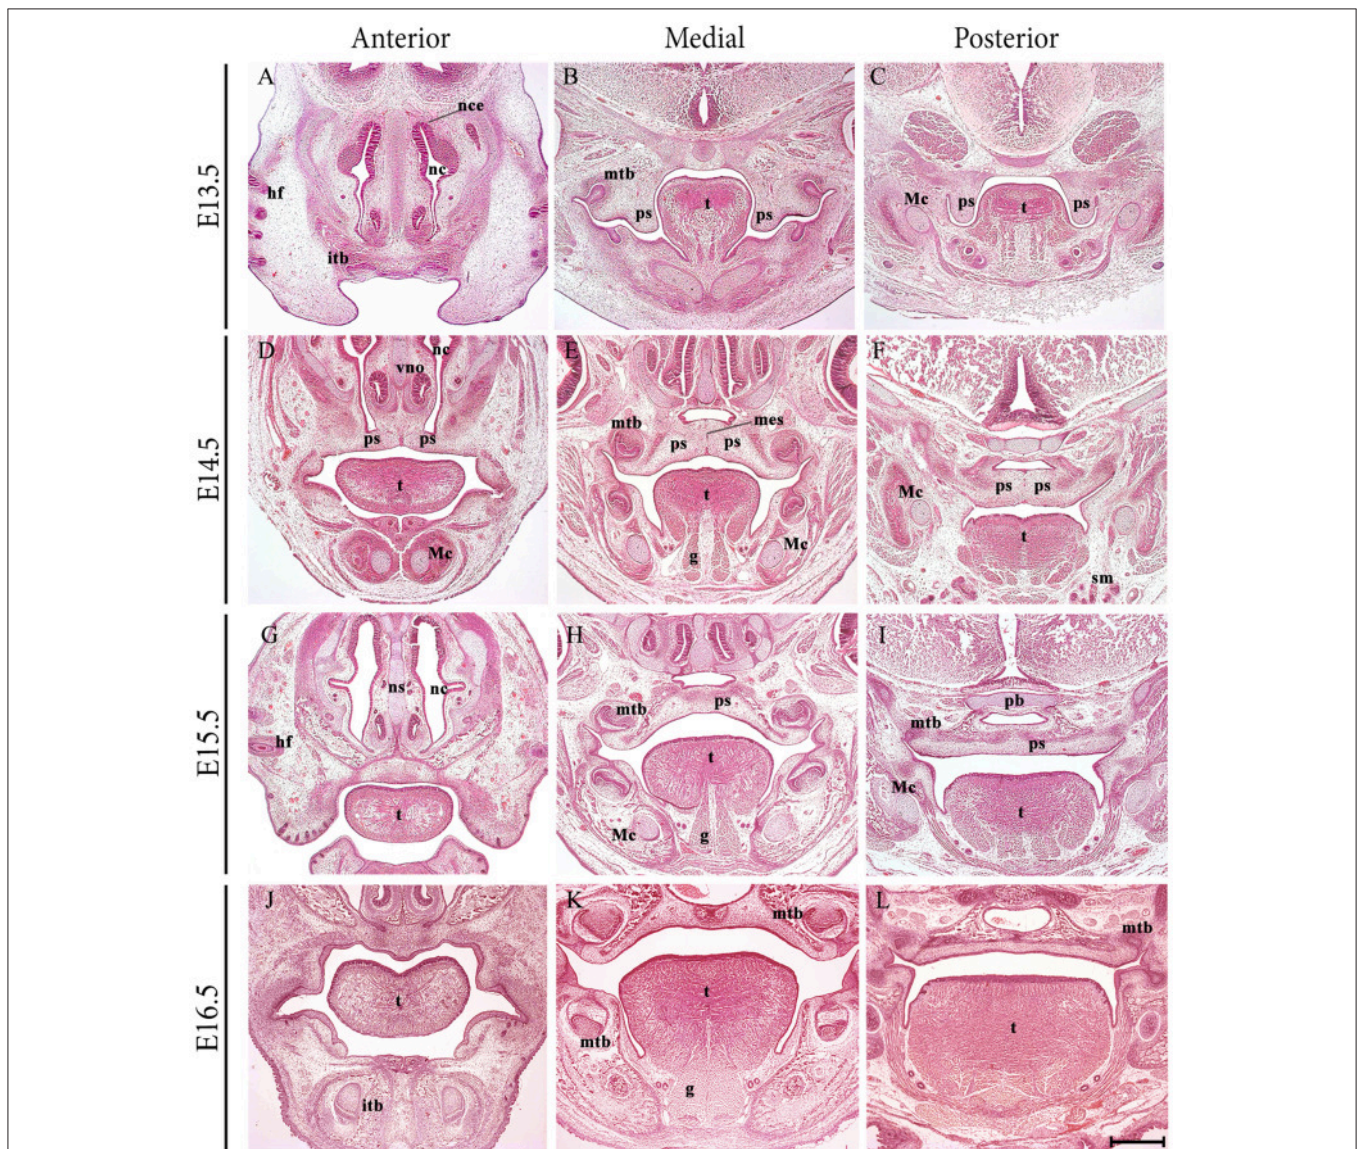 Anterior Medial Posterior
E13.5
A
nce
nc
hf
itb
B
mtb
t
ps ps
C
Mc
ps ps
t
E14.5
D
nc
vno
ps ps
t
Mc
E
mtb
mes
ps ps
t
Mc
g
F
Mc
ps ps
t
sm
E15.5
G
ns nc
hf
t
H
ps
mtb
t
Mc g
I
pb
mtb
ps
Mc
t
E16.5
J
t
itb
K
mtb
t
mtb
g
L
mtb
t